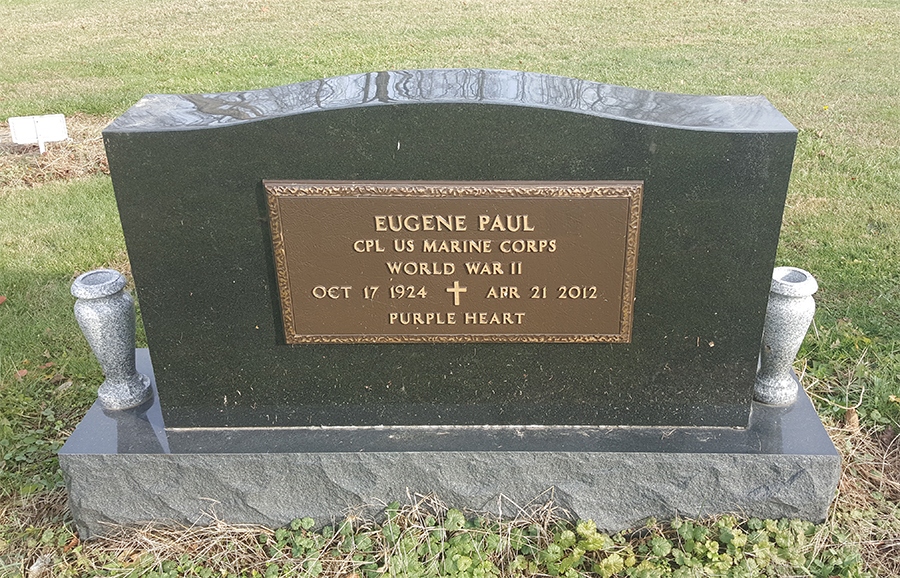 EUGENE PAUL
CPL US MARINE CORPS
WORLD WAR II
OCT 17 1924 ✝ APR 21 2012
PURPLE HEART